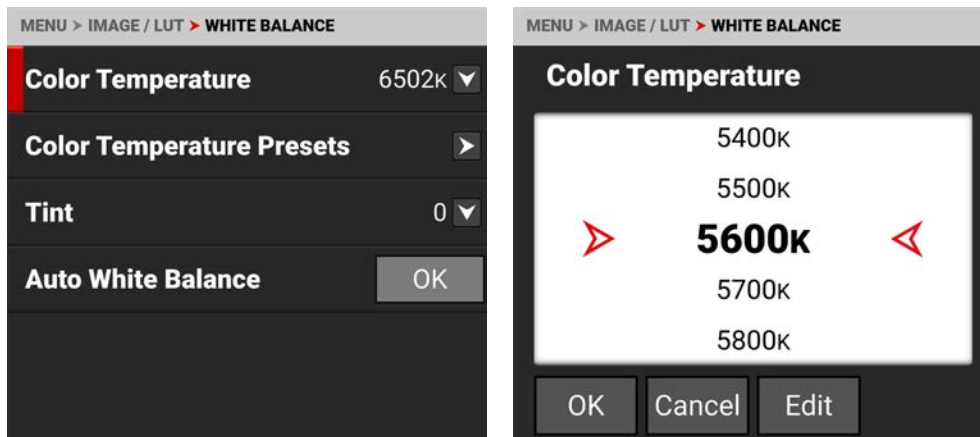 MENU > IMAGE / LUT > WHITE BALANCE
Color Temperature 6502K
Color Temperature Presets
Tint 0
Auto White Balance OK
MENU > IMAGE / LUT > WHITE BALANCE
Color Temperature
5400K
5500K
5600K
5700K
5800K
OK Cancel Edit